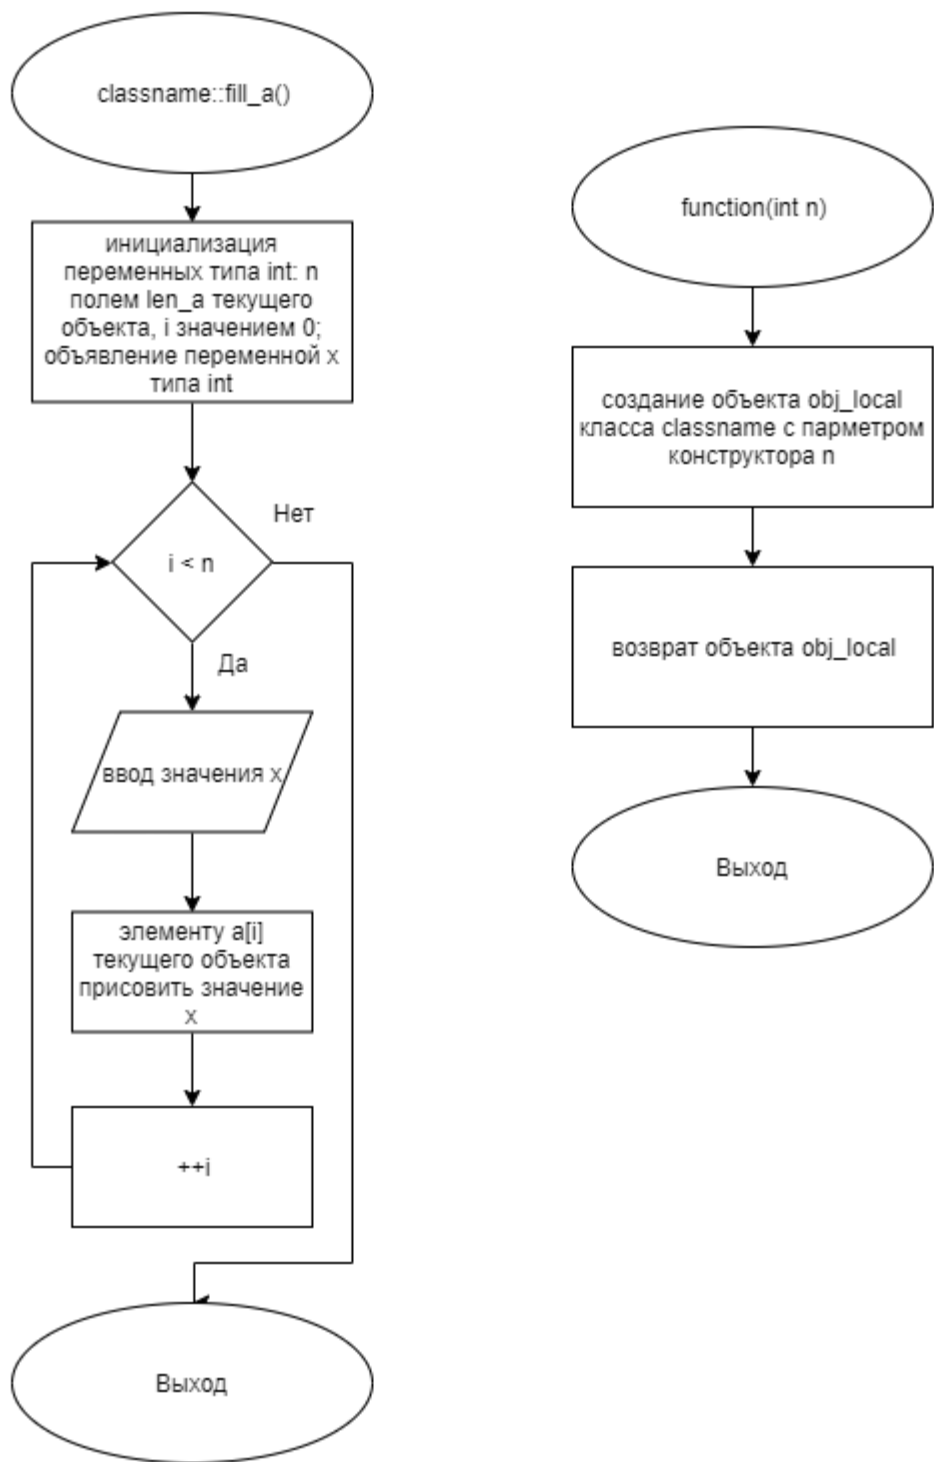 classname::fill_a()
инициализация
переменных типа int: n
полем len_a текущего
объекта, i значением 0;
объявление переменной x
типа int
Нет
i < n
Да
ввод значения x
элементу a[i]
текущего объекта
присовить значение
x
++i
Выход
function(int n)
создание объекта obj_local
класса classname с парметром
конструктора n
возврат объекта obj_local
Выход